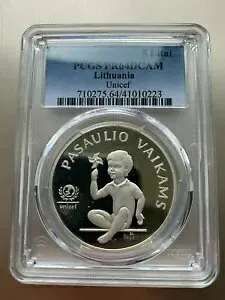 5 Litai
PCGS PR64DCAM
Lithuania
Unicef
710275.64/41010223
PASAULIO VAIKAMS
unicef